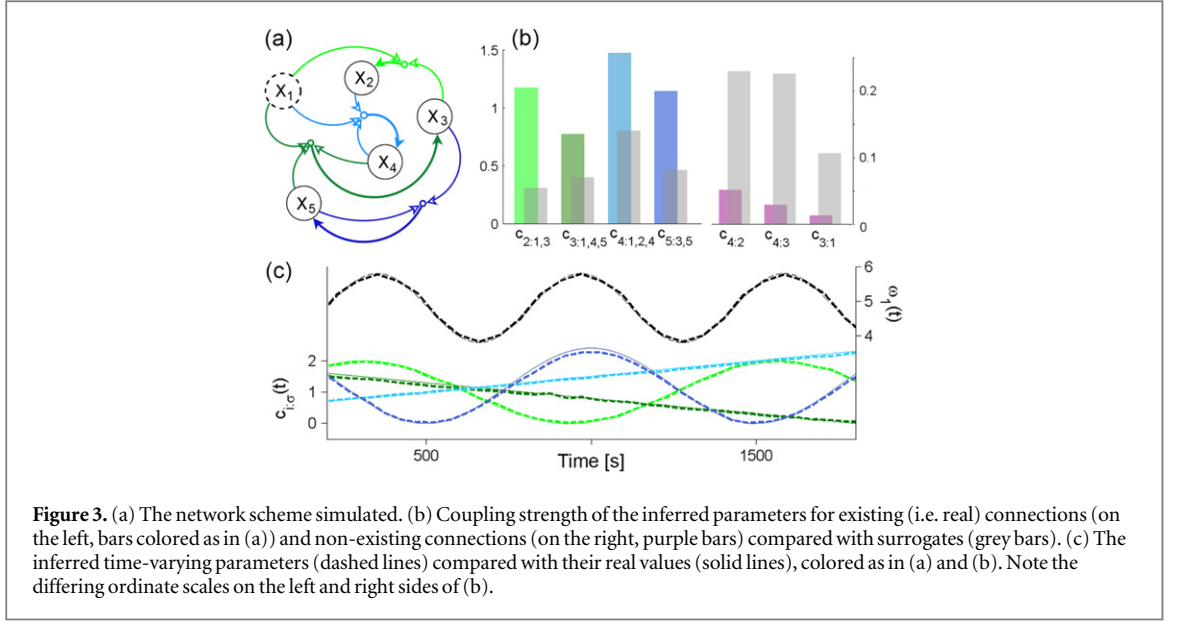 (a)
X1
X2
X3
X4
X5
(b)
1.5
1
0.5
0
c2:1,3
c3:1,4,5
c4:1,2,4
c5:3,5
c4:2
c4:3
c3:1
0.2
0.1
0
(c)
6
5
4
ω1(t)
2
1
0
ci:σ(t)
500
1500
Time [s]
Figure 3. (a) The network scheme simulated. (b) Coupling strength of the inferred parameters for existing (i.e. real) connections (on
the left, bars colored as in (a)) and non-existing connections (on the right, purple bars) compared with surrogates (grey bars). (c) The
inferred time-varying parameters (dashed lines) compared with their real values (solid lines), colored as in (a) and (b). Note the
differing ordinate scales on the left and right sides of (b).